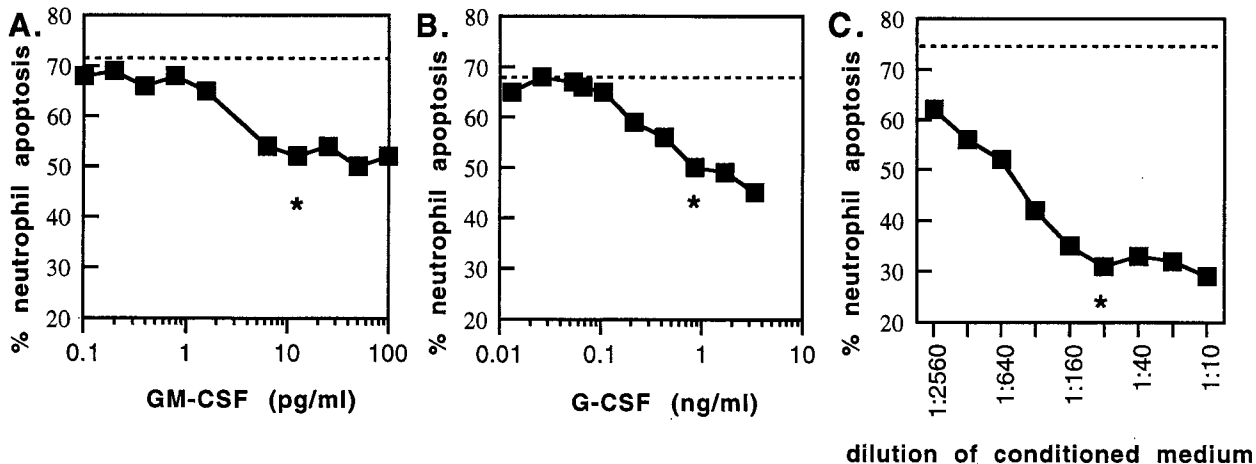 A.
% neutrophil apoptosis
80
70
60
50
40
30
20
0.1 1 10 100
GM-CSF (pg/ml)
*
B.
% neutrophil apoptosis
80
70
60
50
40
30
20
0.01 0.1 1 10
G-CSF (ng/ml)
*
C.
% neutrophil apoptosis
80
70
60
50
40
30
20
1:2560
1:640
1:160
1:40
1:10
dilution of conditioned medium
*